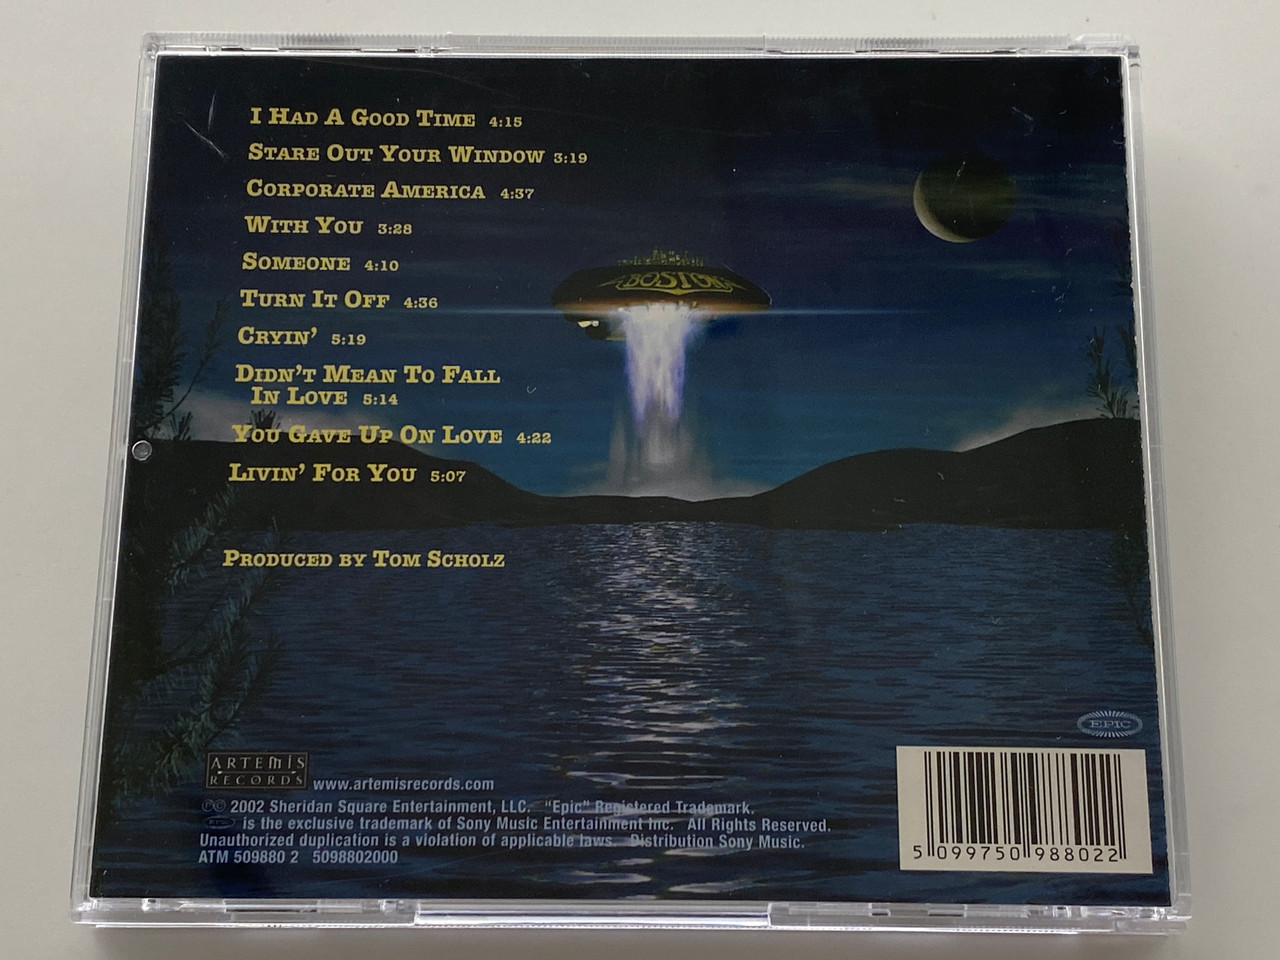 I Had A Good Time 4:15
Stare Out Your Window 3:19
Corporate America 4:37
With You 3:28
Someone 4:10
Turn It Off 4:36
Cryin' 5:19
Didn't Mean To Fall
In Love 5:14
You Gave Up On Love 4:22
Livin' For You 5:07
BOSTON
Produced by Tom Scholz
EPIC
ARTEMIS
RECORDS
www.artemisrecords.com
℗© 2002 Sheridan Square Entertainment, LLC. "Epic" Registered Trademark.
EPIC is the exclusive trademark of Sony Music Entertainment Inc. All Rights Reserved.
Unauthorized duplication is a violation of applicable laws. Distribution Sony Music.
ATM 509880 2 5098802000
5 099750 988022